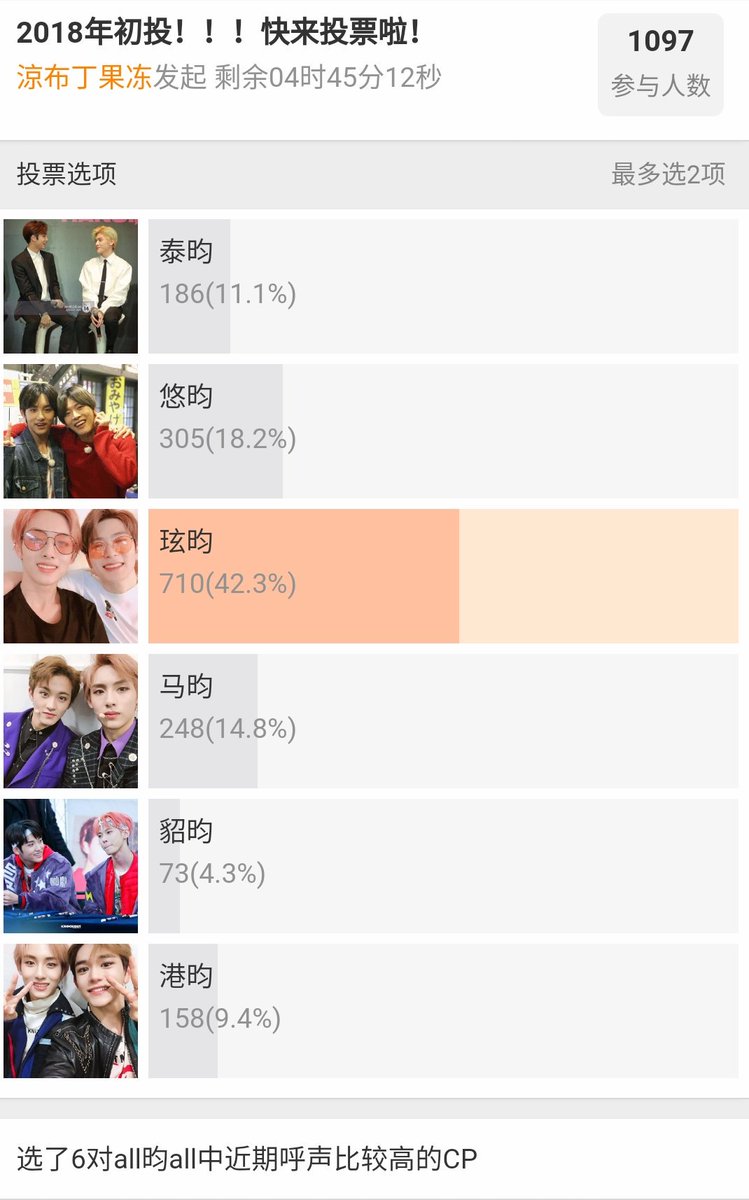 2018年初投！！！快来投票啦！
1097
涼布丁果冻发起 剩余04时45分12秒
参与人数
投票选项
最多选2项
泰昀
186(11.1%)
悠昀
305(18.2%)
おみやげ
玹昀
710(42.3%)
马昀
248(14.8%)
貂昀
73(4.3%)
港昀
158(9.4%)
选了6对all昀all中近期呼声比较高的CP